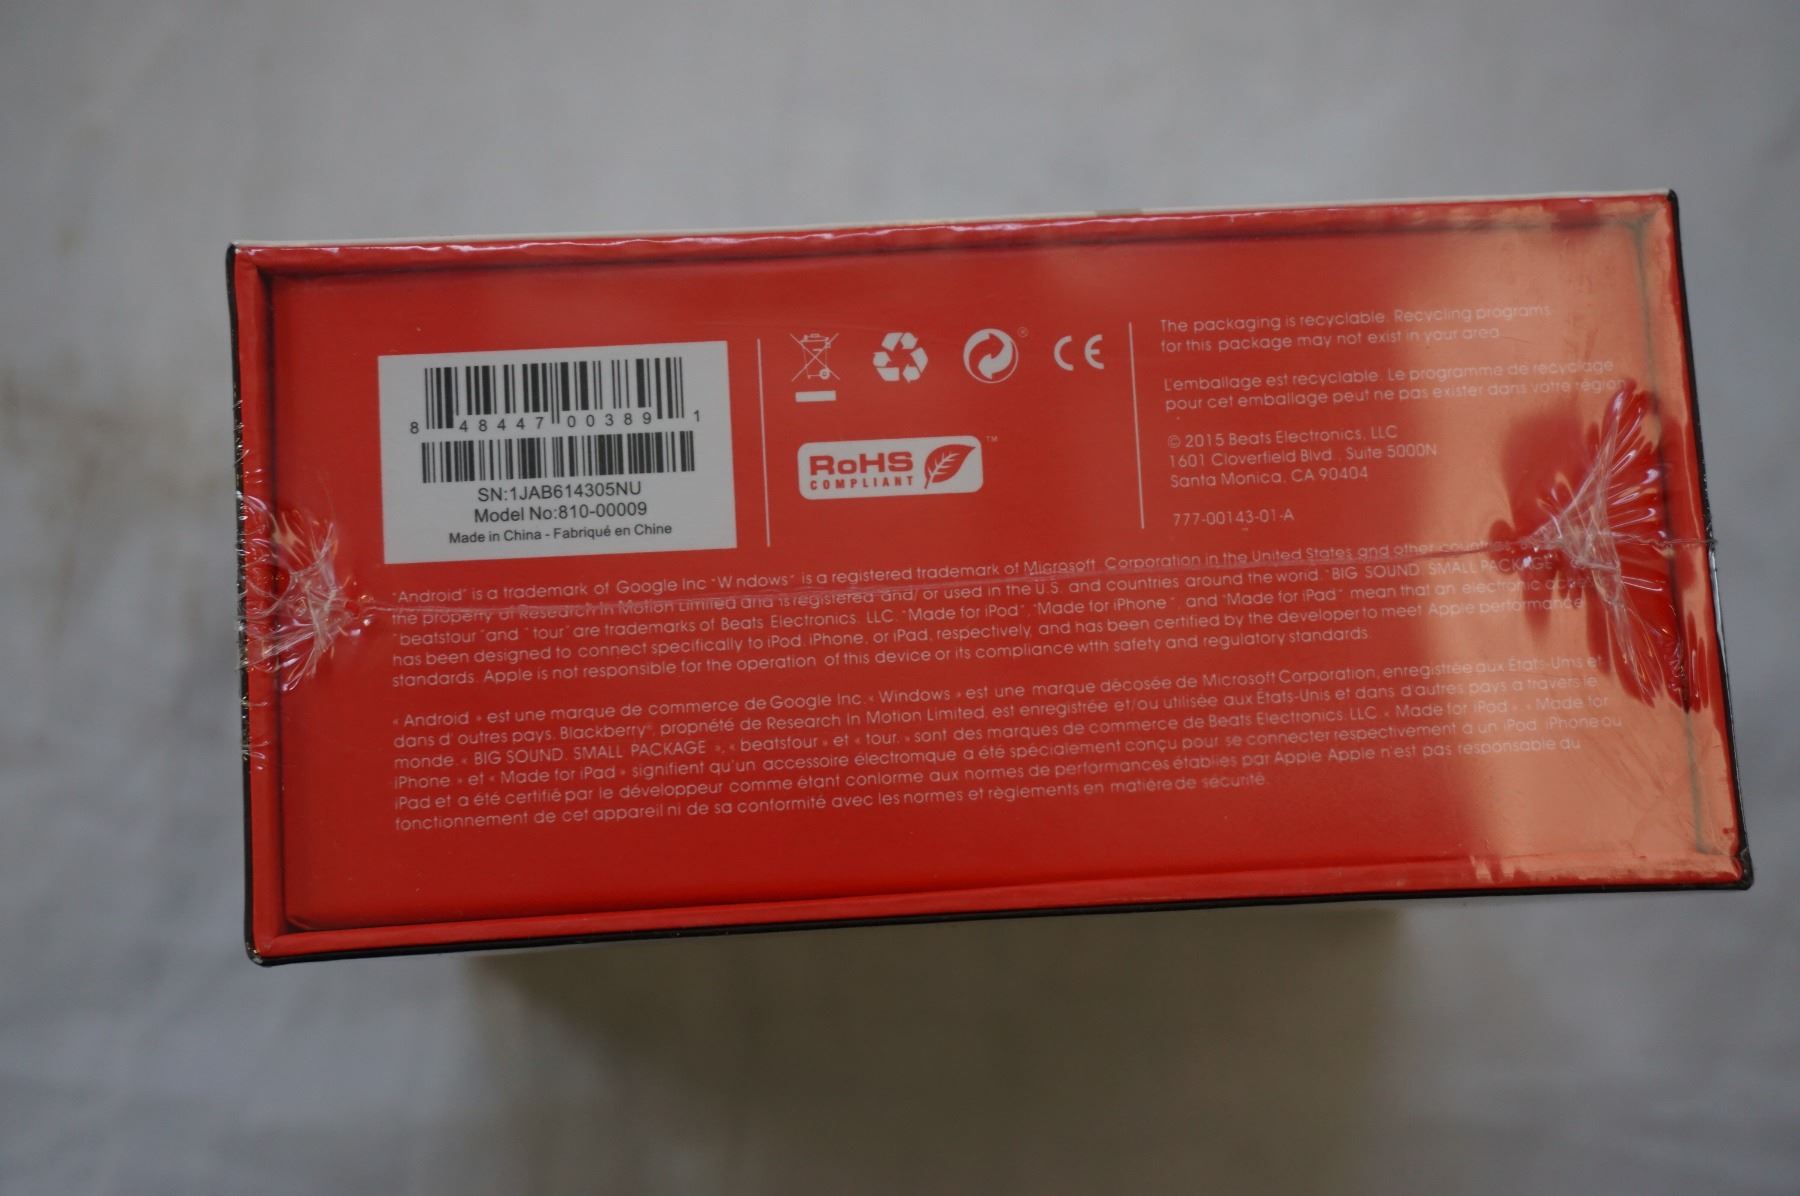 8 48447 00389 1
SN:1JAB614305NU
Model No:810-00009
Made in China - Fabriqué en Chine
RoHS
COMPLIANT
™
®
CE
The packaging is recyclable. Recycling programs
for this package may not exist in your area
L'emballage est recyclable. Le programme de recyclage
pour cet emballage peut ne pas exister dans votre région
© 2015 Beats Electronics, LLC
1601 Cloverfield Blvd., Suite 5000N
Santa Monica, CA 90404
777-00143-01-A
"Android" is a trademark of Google Inc "W ndows" is a registered trademark of Microsoft Corporation in the United States and other
the property of Research In Motion Limited and is registered and/ or used in the U.S. and countries around the world. "BIG SOUND. SMALL PACKAGE
"beatstour "and " tour" are trademarks of Beats Electronics, LLC. "Made for iPod", "Made for iPhone ", and "Made for iPad" mean that an electronic
has been designed to connect specifically to iPod, iPhone, or iPad, respectively, and has been certified by the developer to meet Apple performance
standards. Apple is not responsible for the operation of this device or its compliance wtth safety and regulatory standards.
« Android » est une marque de commerce de Google Inc. « Windows » est une marque décosée de Microsoft Corporation, enregistrée aux États-Ums et
dans d' outres pays. Blackberry®, propnété de Research In Motion Limited, est enregistrée et/ou utilisée aux États-Unis et dans d'autres pays a travers le
monde. « BIG SOUND. SMALL PACKAGE », « beatsfour » et « tour. » sont des marques de commerce de Beats Electronics. LLC. « Made for iPod », « Made for
iPhone » et « Made for iPad » signifient qu'un accessoire électromque a été spécialement conçu pour se connecter respectivement a un iPod, iPhone ou
iPad et a été certifié par le développeur comme étant conforme aux normes de performances établies par Apple Apple n'est pas responsable du
fonctionnement de cet appareil ni de sa conformité avec les normes et règlements en matière de sécurité.